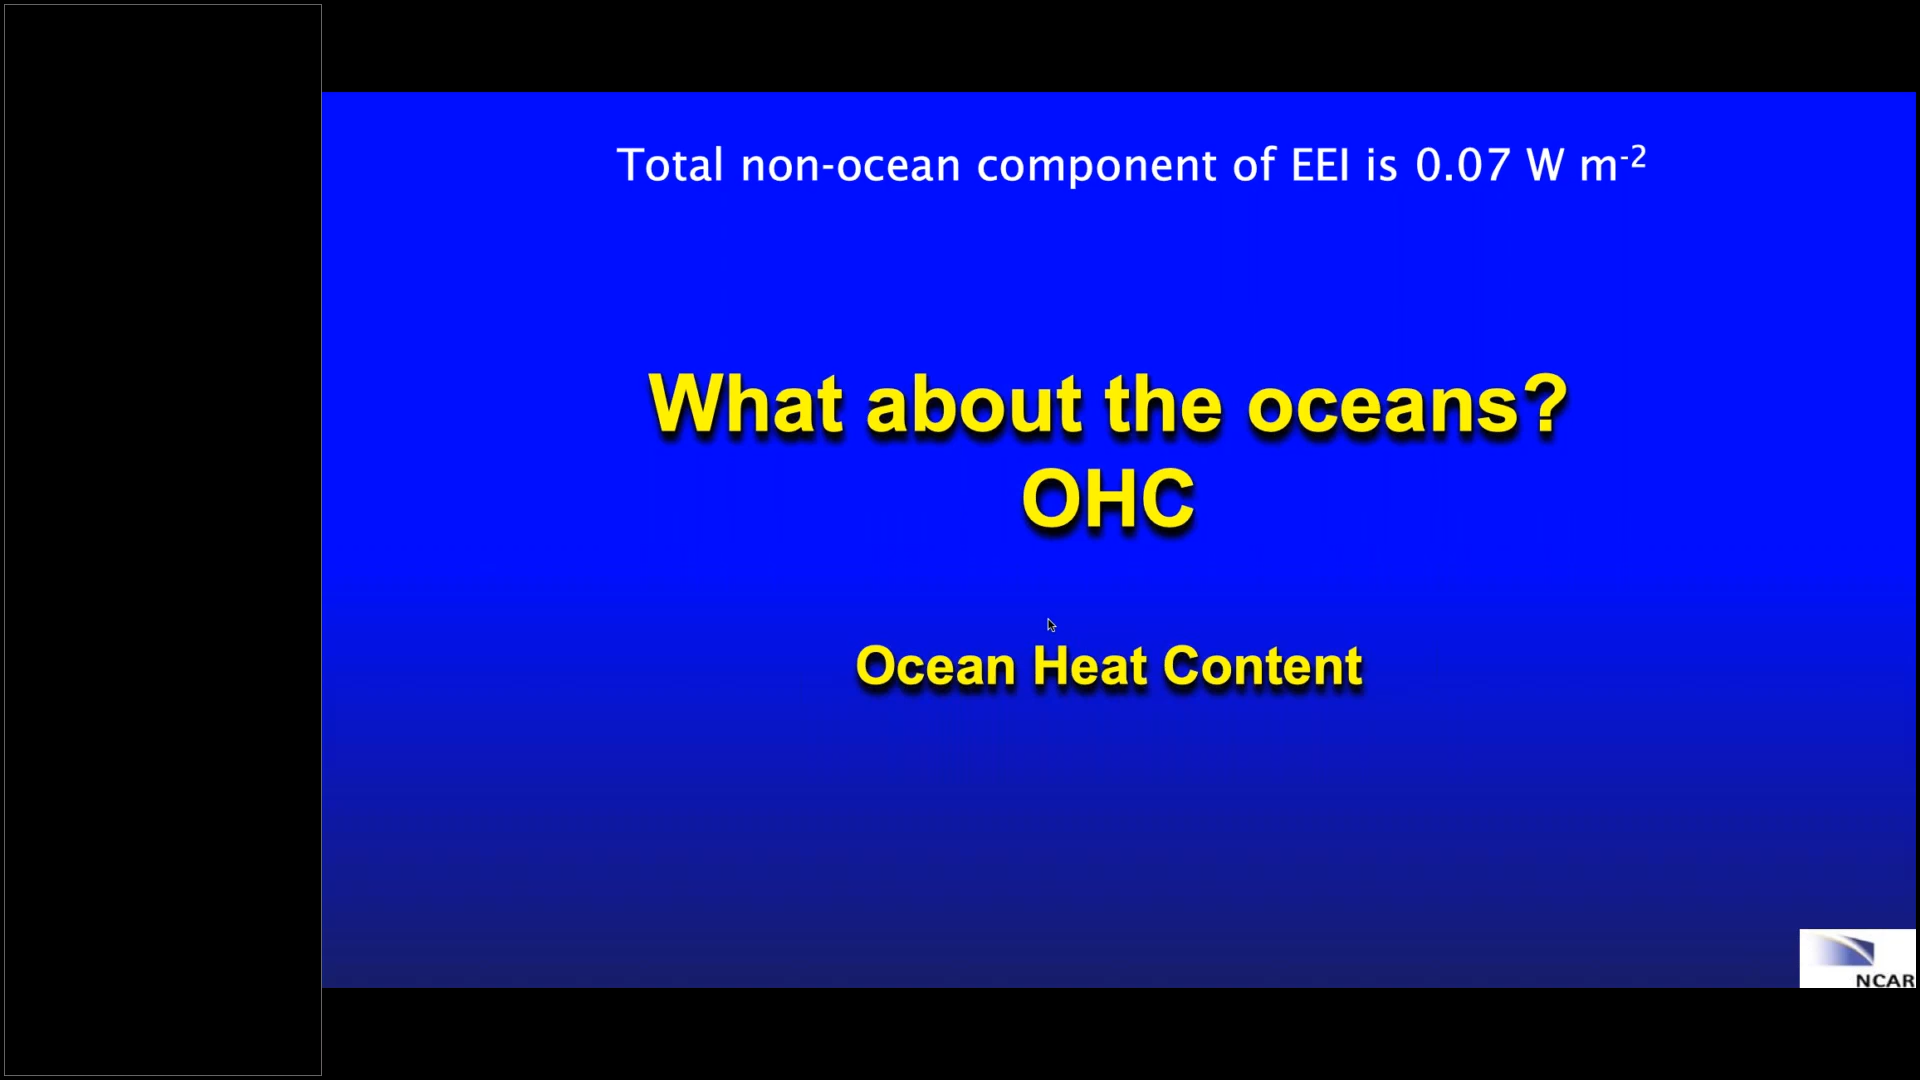 Total non-ocean component of EEI is 0.07 W m⁻²
What about the oceans?
OHC
Ocean Heat Content
NCAR